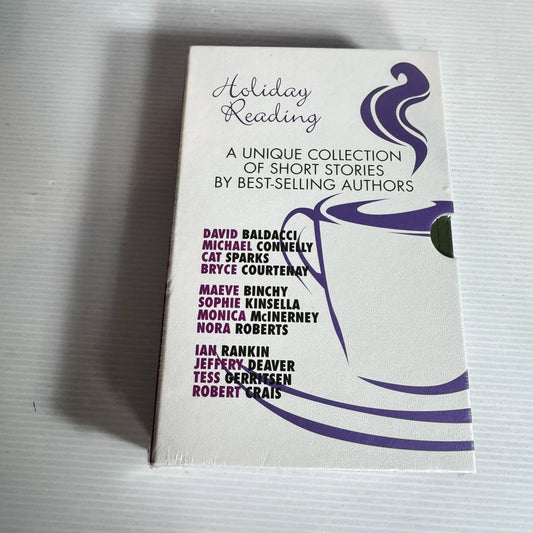 Holiday
Reading
A UNIQUE COLLECTION
OF SHORT STORIES
BY BEST-SELLING AUTHORS
DAVID BALDACCI
MICHAEL CONNELLY
CAT SPARKS
BRYCE COURTENAY
MAEVE BINCHY
SOPHIE KINSELLA
MONICA McINERNEY
NORA ROBERTS
IAN RANKIN
JEFFERY DEAVER
TESS GERRITSEN
ROBERT CRAIS